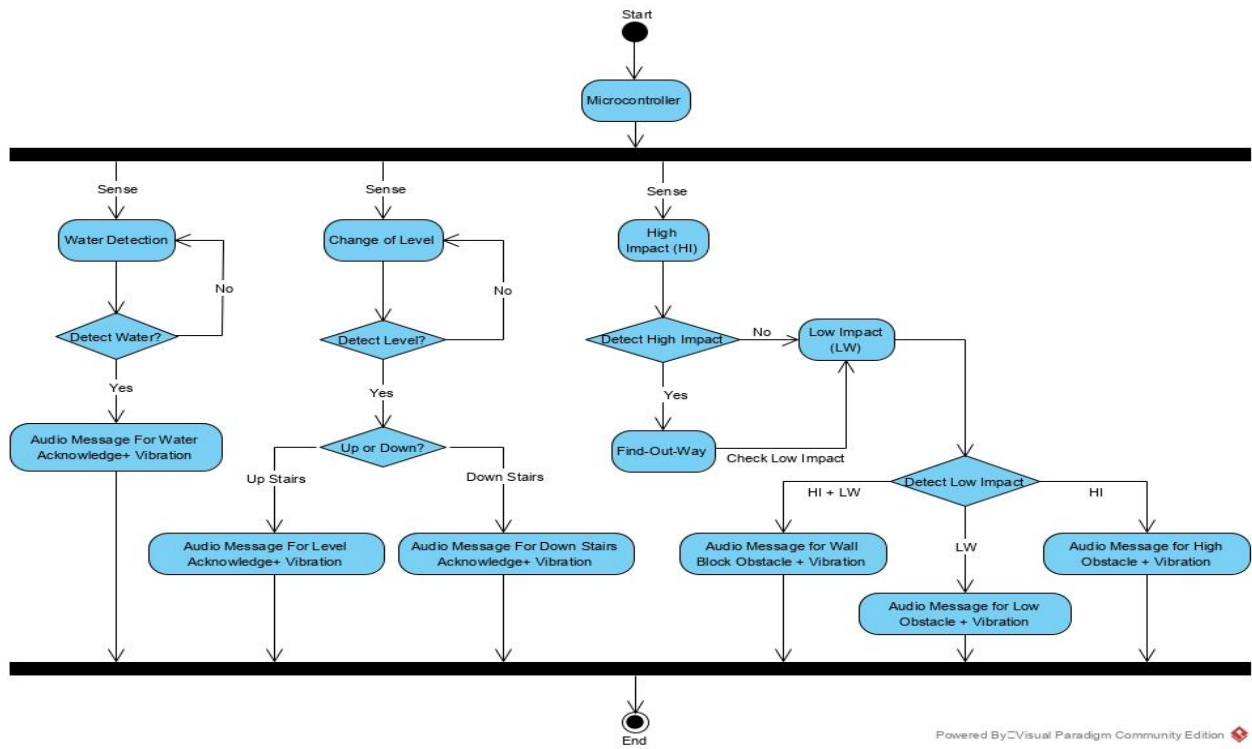 Start
Microcontroller
Sense
Sense
Sense
Water Detection
Change of Level
High
Impact (HI)
No
No
Detect Water?
Detect Level?
Detect High Impact
No
Low Impact
(LW)
Yes
Yes
Yes
Audio Message For Water
Acknowledge+ Vibration
Up or Down?
Find-Out-Way
Check Low Impact
Up Stairs
Down Stairs
Detect Low Impact
HI + LW
HI
LW
Audio Message For Level
Acknowledge+ Vibration
Audio Message For Down Stairs
Acknowledge+ Vibration
Audio Message for Wall
Block Obstacle + Vibration
Audio Message for High
Obstacle + Vibration
Audio Message for Low
Obstacle + Vibration
End
Powered By Visual Paradigm Community Edition